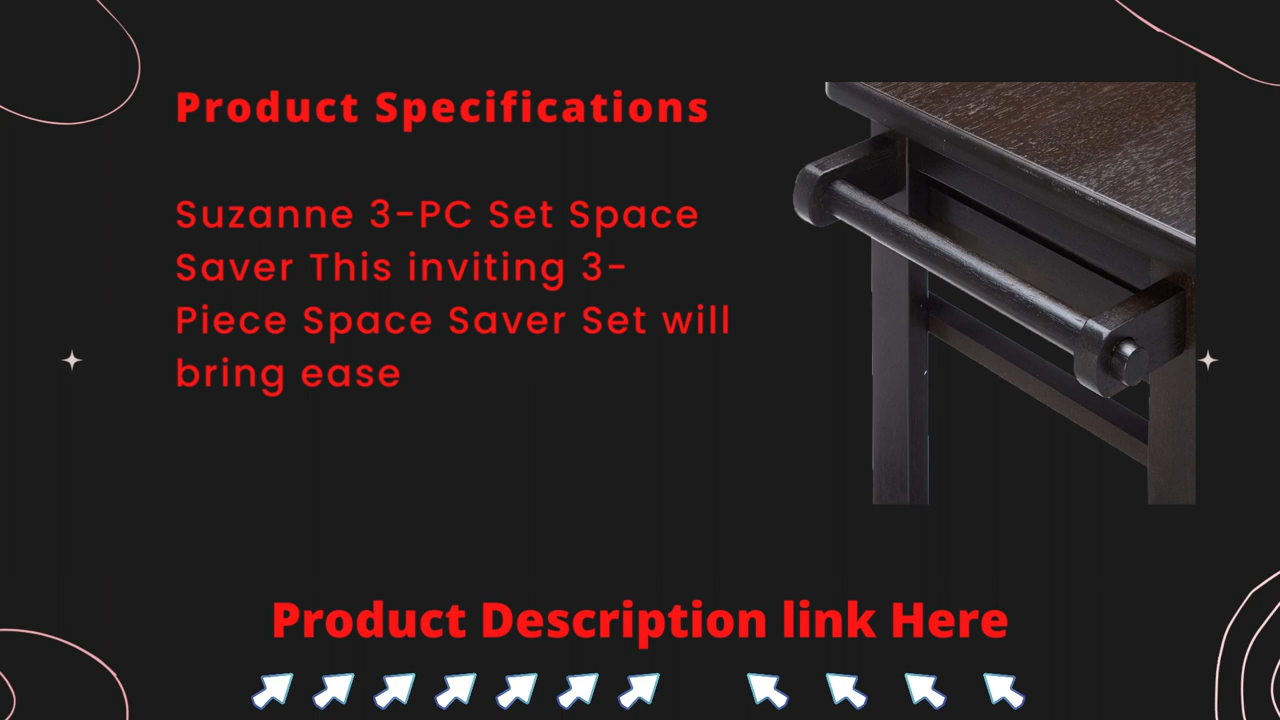 Product Specifications
Suzanne 3-PC Set Space
Saver This inviting 3-
Piece Space Saver Set will
bring ease
Product Description link Here